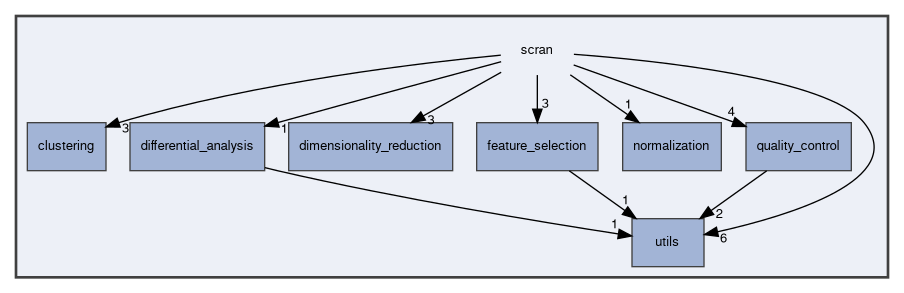 scran
3
1
3
3
1
4
clustering
differential_analysis
dimensionality_reduction
feature_selection
normalization
quality_control
1
1
2
6
utils